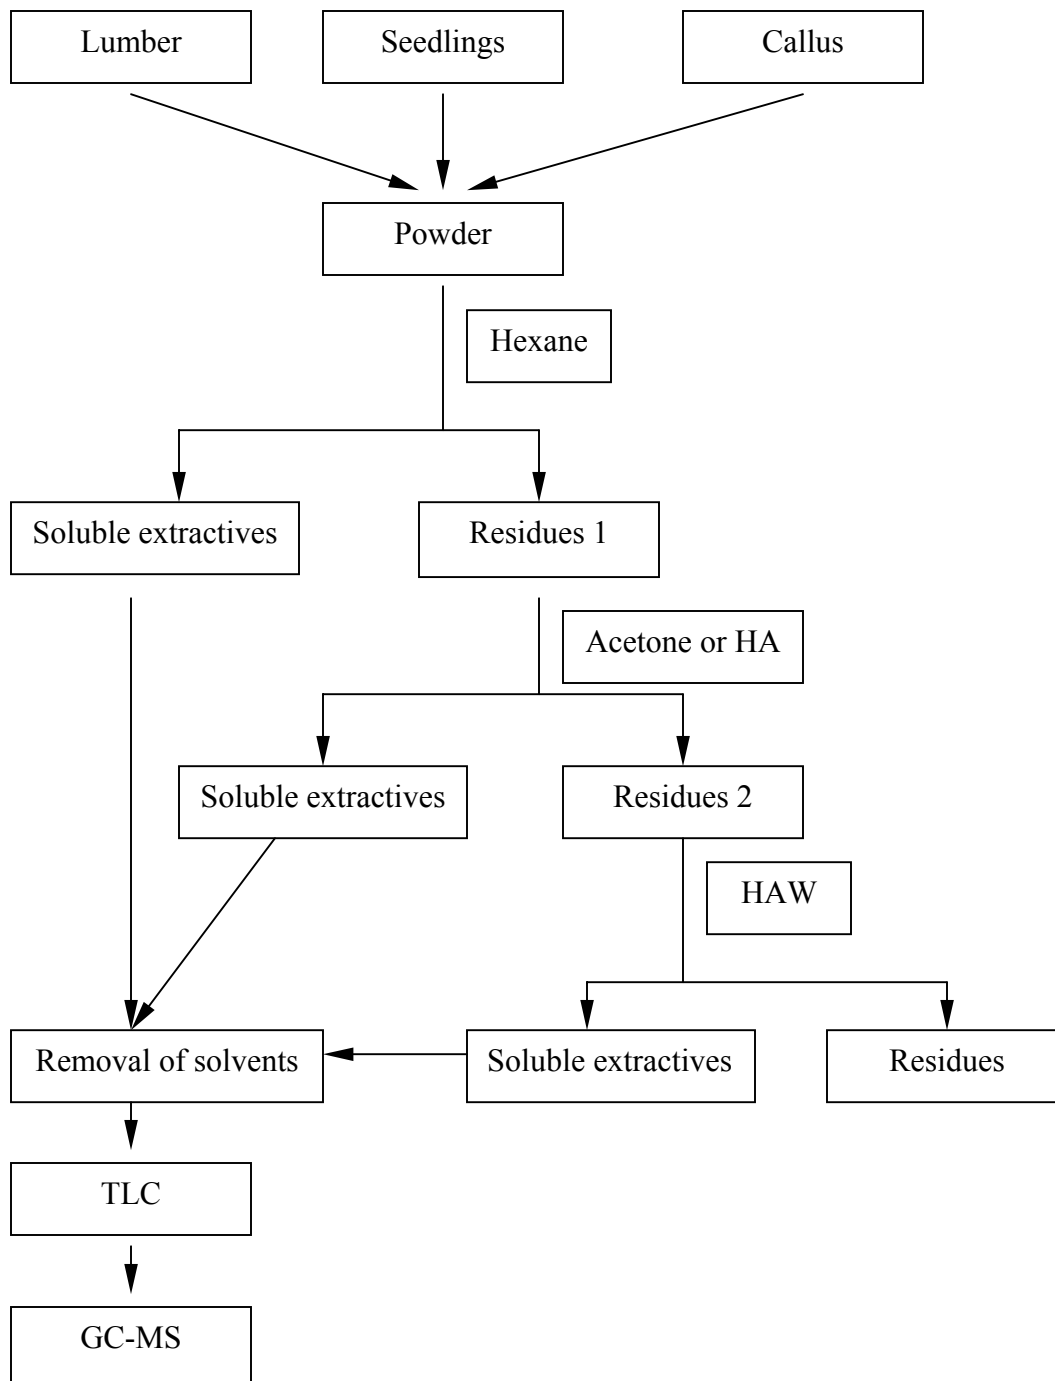 Lumber
Seedlings
Callus
Powder
Hexane
Soluble extractives
Residues 1
Acetone or HA
Soluble extractives
Residues 2
HAW
Removal of solvents
Soluble extractives
Residues
TLC
GC-MS